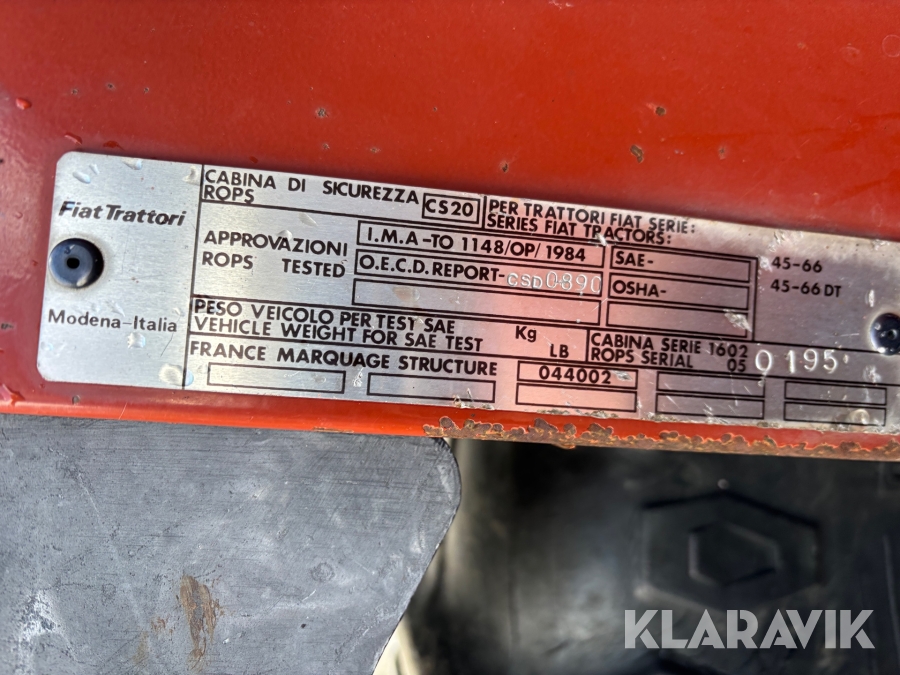 Fiat Trattori
Modena-Italia
CABINA DI SICUREZZA
ROPS
CS20
PER TRATTORI FIAT SERIE:
SERIES FIAT TRACTORS:
APPROVAZIONI
ROPS TESTED
I.M.A-TO 1148/OP/1984
O.E.C.D. REPORT-CSD0890
SAE-
OSHA-
45-66
45-66 DT
PESO VEICOLO PER TEST SAE
VEHICLE WEIGHT FOR SAE TEST
Kg
LB
CABINA SERIE 1602
ROPS SERIAL 05
0195
FRANCE MARQUAGE STRUCTURE
044002
KLARAVIK